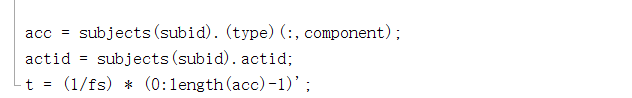 acc = subjects(subid).(type)(:,component);
actid = subjects(subid).actid;
t = (1/fs) * (0:length(acc)-1)';